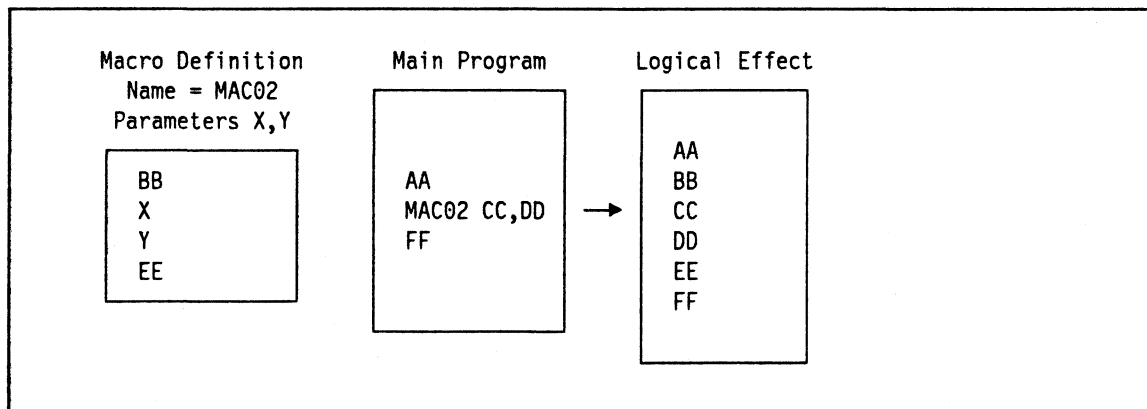 Macro Definition
Name = MAC02
Parameters X,Y
BB
X
Y
EE
Main Program
AA
MAC02 CC,DD
FF
Logical Effect
AA
BB
CC
DD
EE
FF